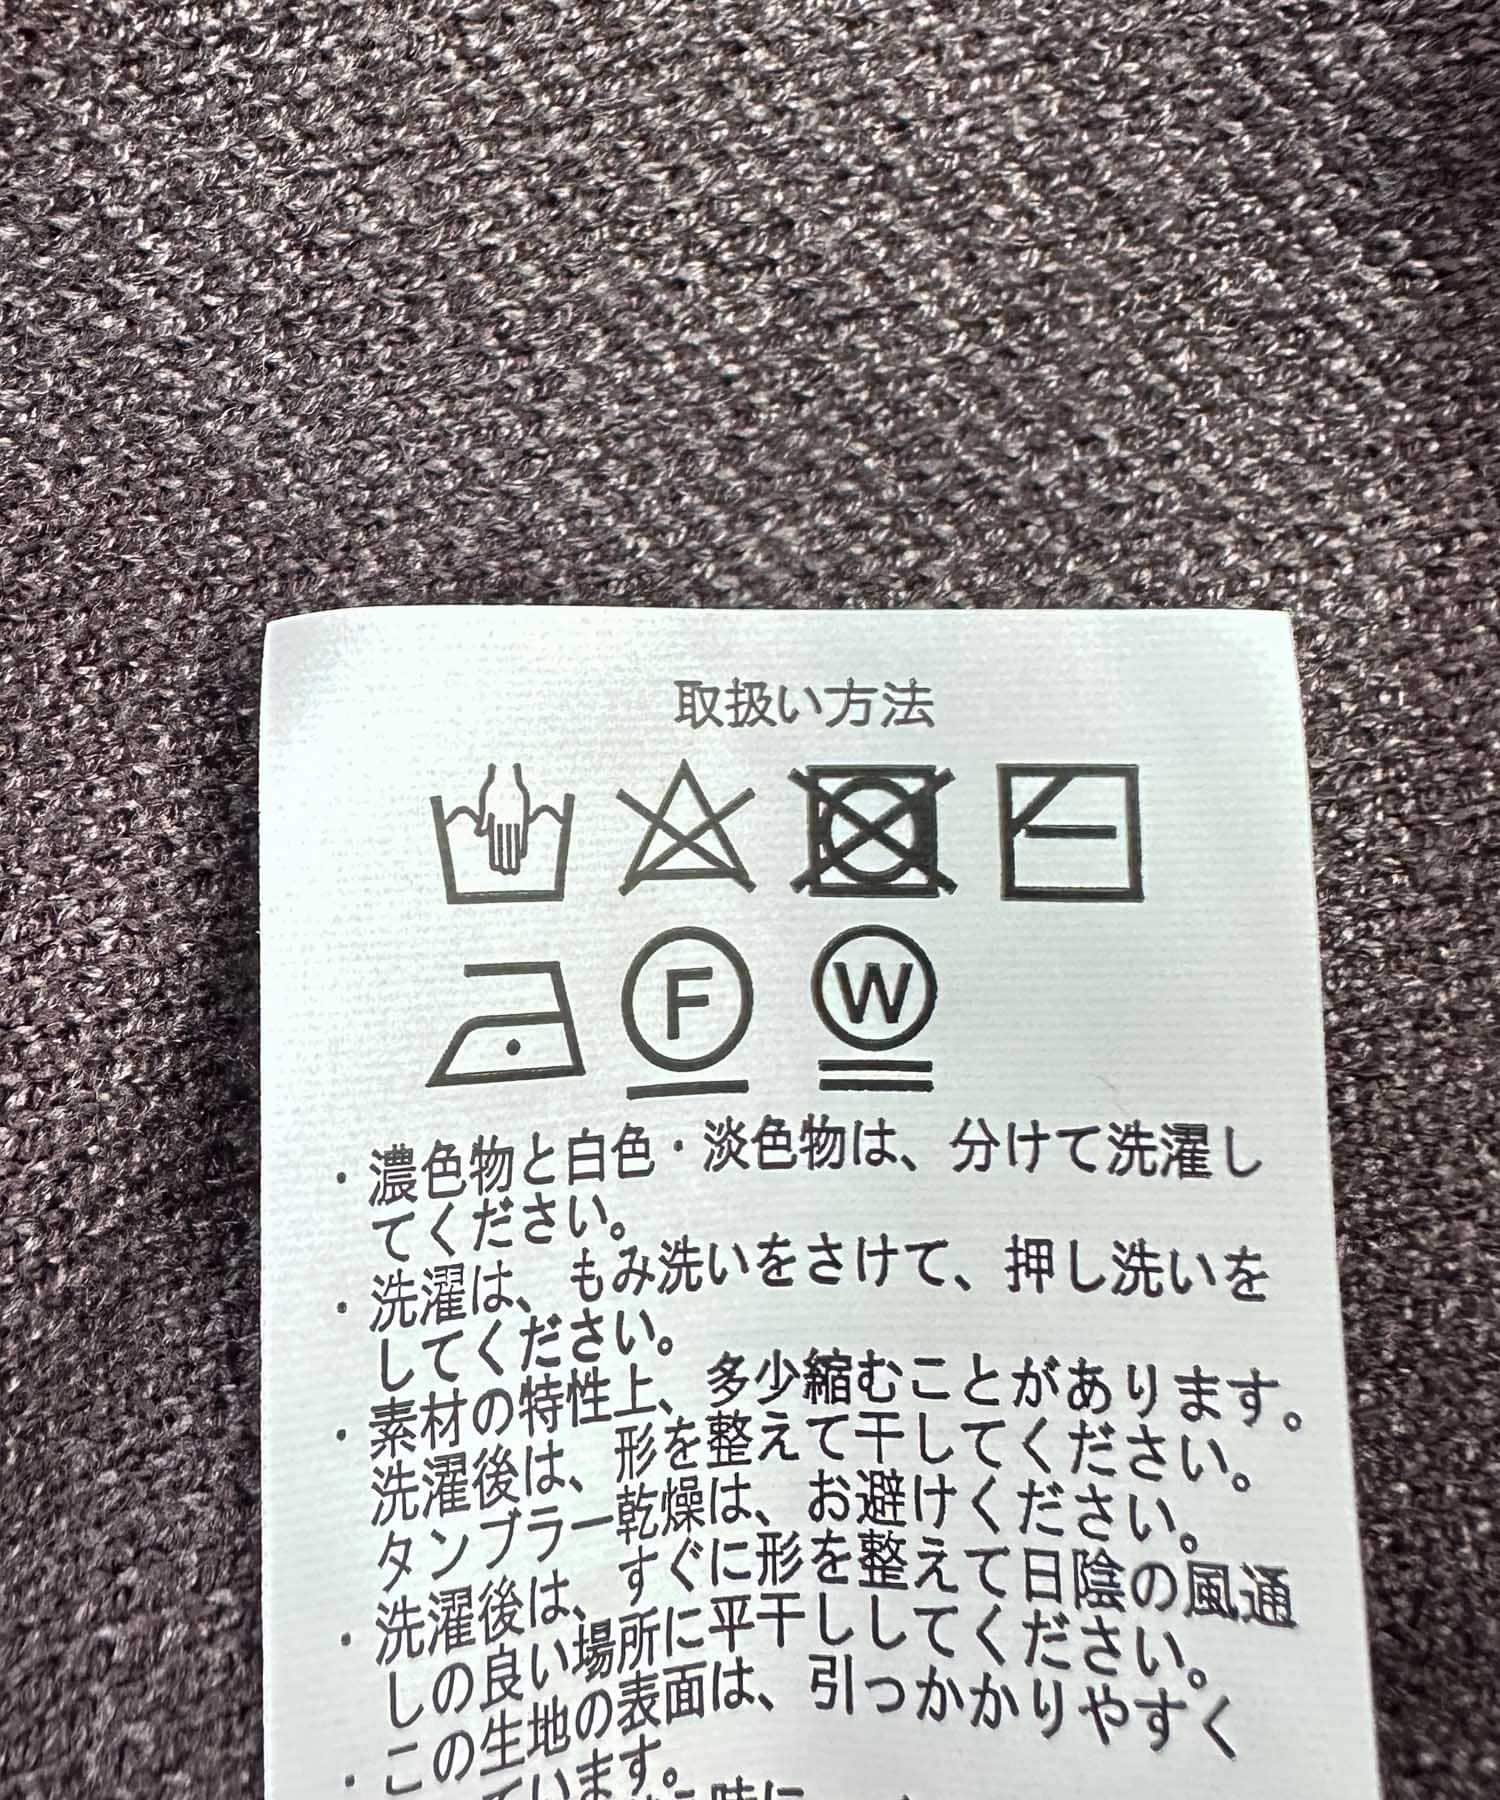 取扱い方法
F W
・濃色物と白色・淡色物は、分けて洗濯し
てください。
・洗濯は、もみ洗いをさけて、押し洗いを
してください。
・素材の特性上、多少縮むことがあります。
洗濯後は、形を整えて干してください。
タンブラー乾燥は、お避けください。
・洗濯後は、すぐに形を整えて日陰の風通
しの良い場所に平干ししてください。
・この生地の表面は、引っかかりやすく
ています。